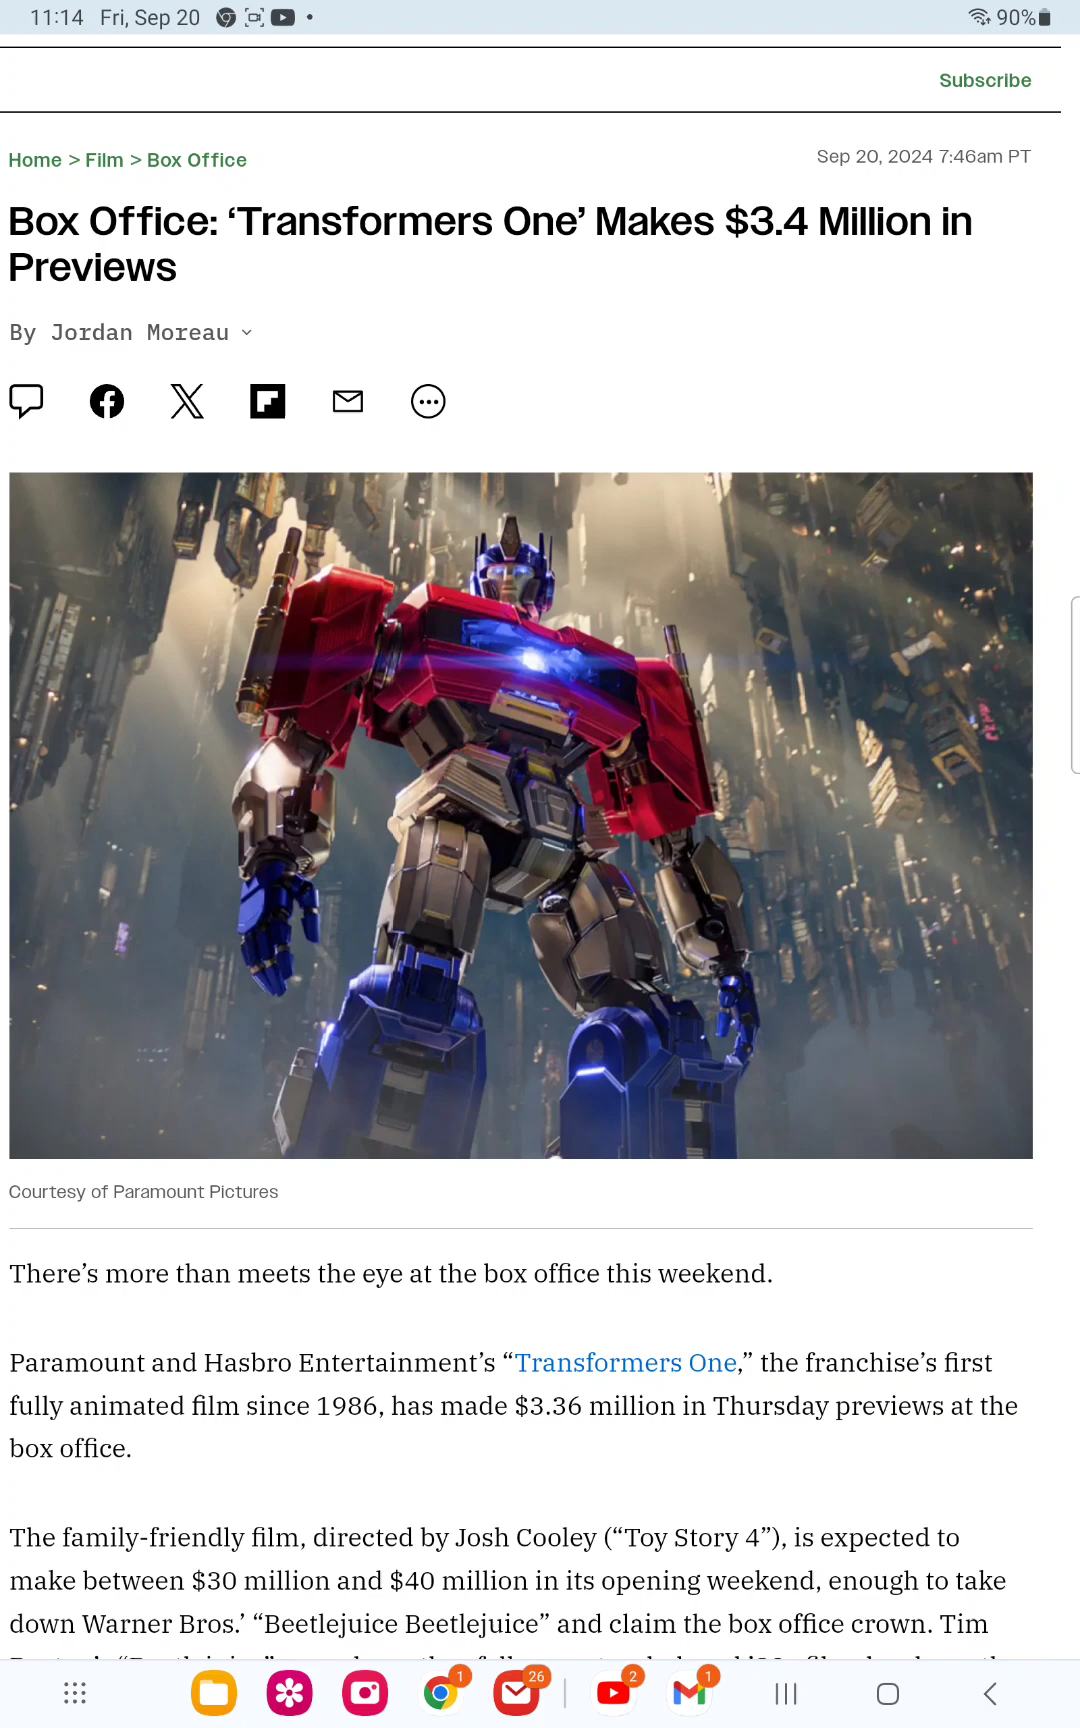 11:14 Fri, Sep 20
90%
Subscribe
Home > Film > Box Office
Sep 20, 2024 7:46am PT
Box Office: ‘Transformers One’ Makes $3.4 Million in
Previews
By Jordan Moreau
Courtesy of Paramount Pictures
There’s more than meets the eye at the box office this weekend.
Paramount and Hasbro Entertainment’s “Transformers One,” the franchise’s first
fully animated film since 1986, has made $3.36 million in Thursday previews at the
box office.
The family-friendly film, directed by Josh Cooley (“Toy Story 4”), is expected to
make between $30 million and $40 million in its opening weekend, enough to take
down Warner Bros.’ “Beetlejuice Beetlejuice” and claim the box office crown. Tim
1 26 2 1